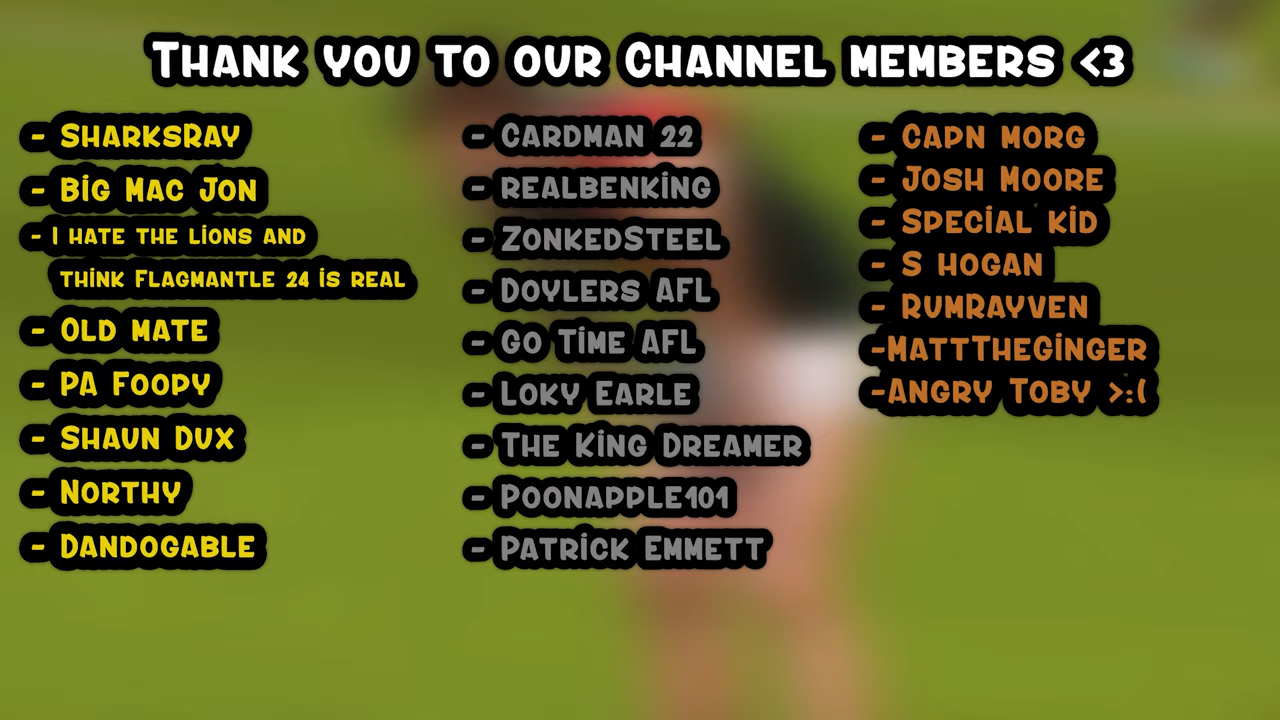 Thank you to our Channel members <3
- SharksRay
- Big Mac Jon
- I hate the lions and
think Flagmantle 24 is real
- Old mate
- PA Foopy
- Shaun Dux
- Northy
- Dandogable
- Cardman 22
- realbenking
- ZonkedSteel
- Doylers AFL
- Go Time AFL
- Loky Earle
- The King Dreamer
- Poonapple101
- Patrick Emmett
- Capn Morg
- Josh Moore
- Special kid
- S Hogan
- RumRayven
-MattTheGinger
-Angry Toby >:(